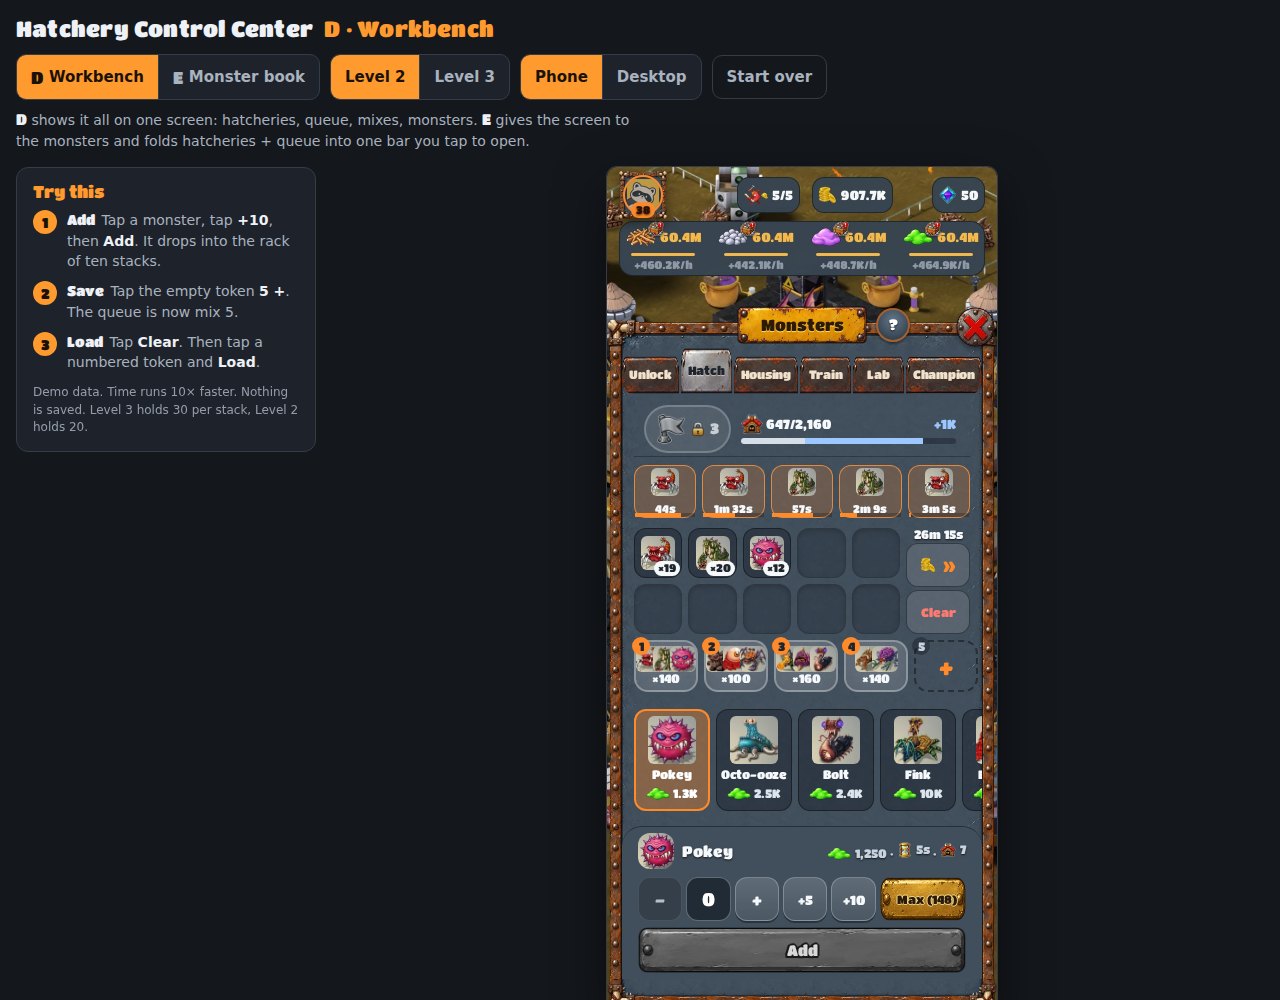 Hatchery Control Center D · Workbench
D Workbench E Monster book Level 2 Level 3 Phone Desktop Start over
D shows it all on one screen: hatcheries, queue, mixes, monsters. E gives the screen to
the monsters and folds hatcheries + queue into one bar you tap to open.
Try this
1 Add Tap a monster, tap +10,
then Add. It drops into the rack
of ten stacks.
2 Save Tap the empty token 5 +.
The queue is now mix 5.
3 Load Tap Clear. Then tap a
numbered token and Load.
Demo data. Time runs 10× faster. Nothing
is saved. Level 3 holds 30 per stack, Level 2
holds 20.
30 5/5 907.7K 50
60.4M 60.4M 60.4M 60.4M
+460.2K/h +442.1K/h +448.7K/h +464.9K/h
Monsters ?
Unlock Hatch Housing Train Lab Champion
3 647/2,160 +1K
44s 1m 32s 57s 2m 9s 3m 5s
26m 15s
×19 ×20 ×12 »
Clear
1 2 3 4 5
×140 ×100 ×160 ×140 +
Pokey Octo-ooze Bolt Fink
1.3K 2.5K 2.4K 10K
Pokey 1,250 · 5s · 7
− 0 + +5 +10 Max (148)
Add